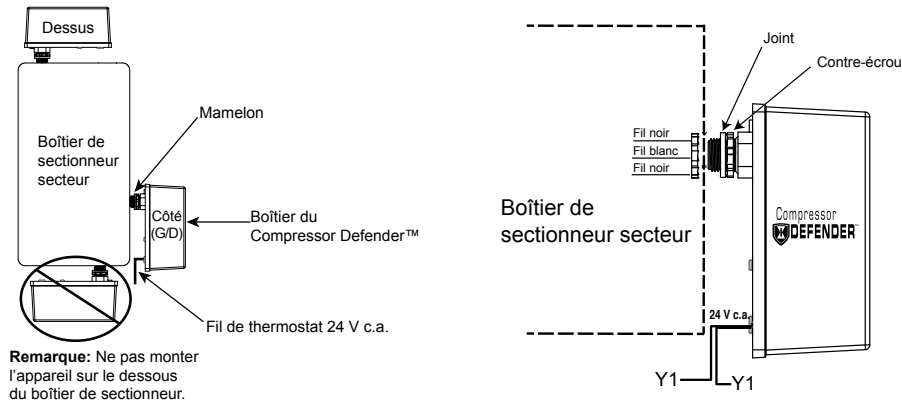 Dessus
Mamelon
Boîtier de
sectionneur
secteur
Côté
(G/D)
Boîtier du
Compressor Defender™
Fil de thermostat 24 V c.a.
Remarque: Ne pas monter
l'appareil sur le dessous
du boîtier de sectionneur.
Joint
Contre-écrou
Fil noir
Fil blanc
Fil noir
Boîtier de
sectionneur secteur
Compressor
DEFENDER™
24 V c.a.
Y1
Y1